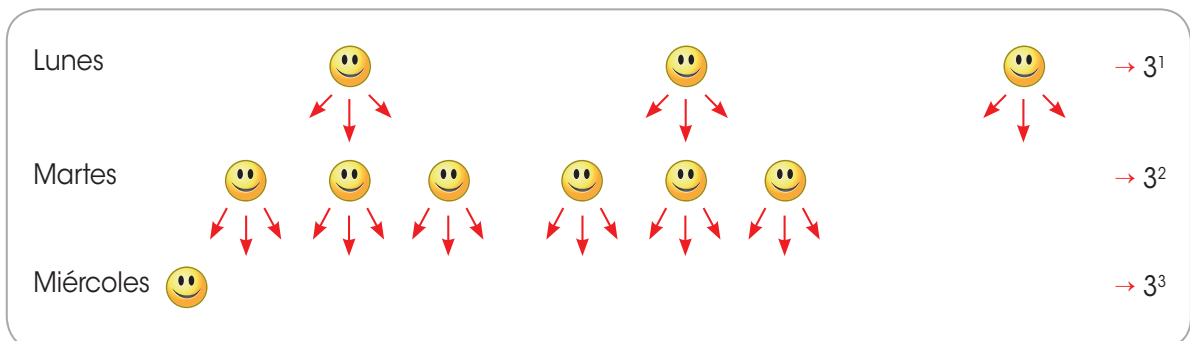 Lunes → 3¹
Martes → 3²
Miércoles → 3³